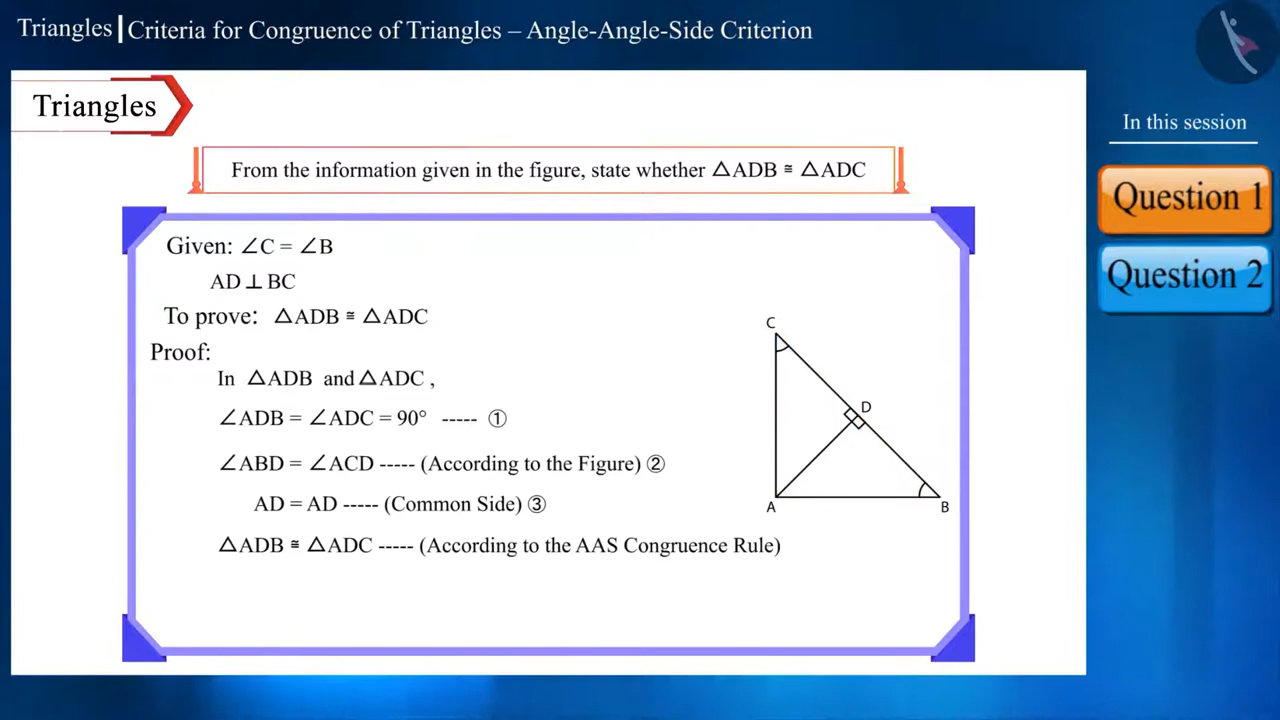 Triangles | Criteria for Congruence of Triangles – Angle-Angle-Side Criterion
Triangles
In this session
From the information given in the figure, state whether △ADB ≅ △ADC
Question 1
Question 2
Given: ∠C = ∠B
AD ⊥ BC
To prove: △ADB ≅ △ADC
Proof:
In △ADB and △ADC ,
∠ADB = ∠ADC = 90° ----- ①
∠ABD = ∠ACD ----- (According to the Figure) ②
AD = AD ----- (Common Side) ③
△ADB ≅ △ADC ----- (According to the AAS Congruence Rule)
C
D
A
B